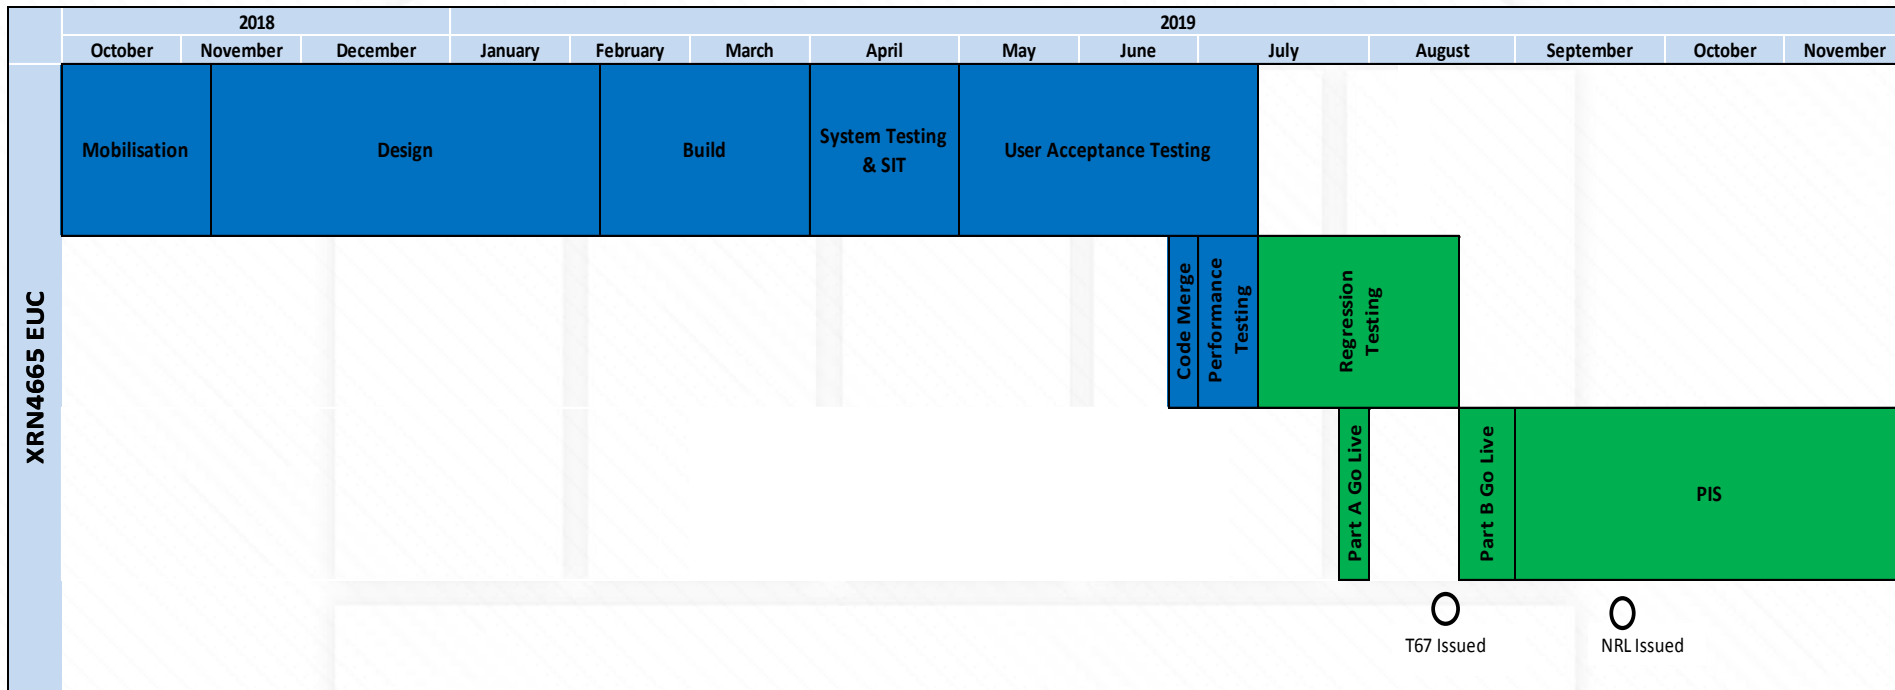 2018
2019
October
November
December
January
February
March
April
May
June
July
August
September
October
November
XRN4665 EUC
Mobilisation
Design
Build
System Testing
& SIT
User Acceptance Testing
Code Merge
Performance
Testing
Regression
Testing
Part A Go Live
Part B Go Live
PIS
T67 Issued
NRL Issued